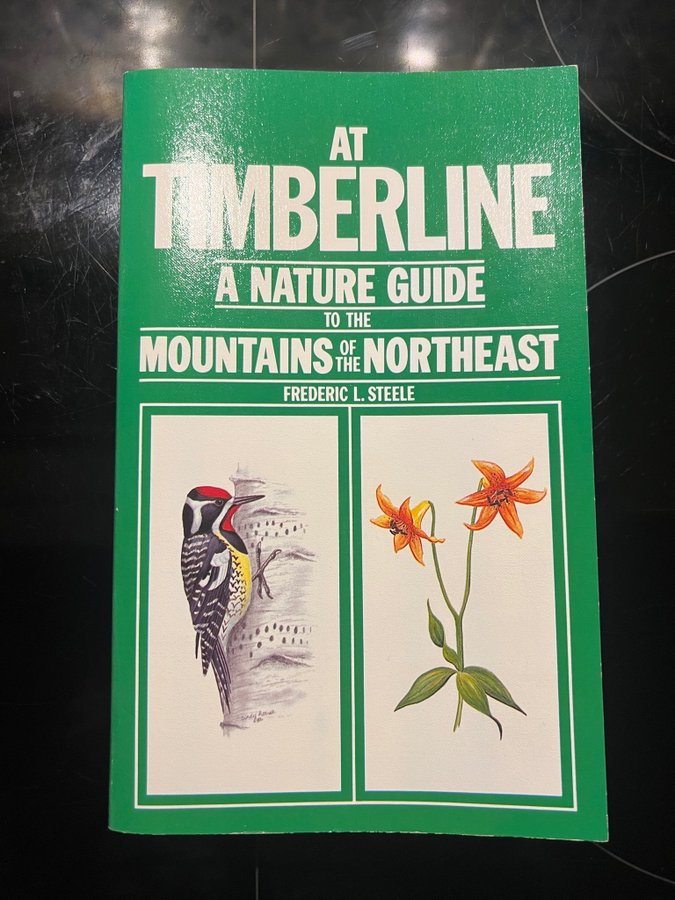 AT
TIMBERLINE
A NATURE GUIDE
TO THE
MOUNTAINS OF THE NORTHEAST
FREDERIC L. STEELE